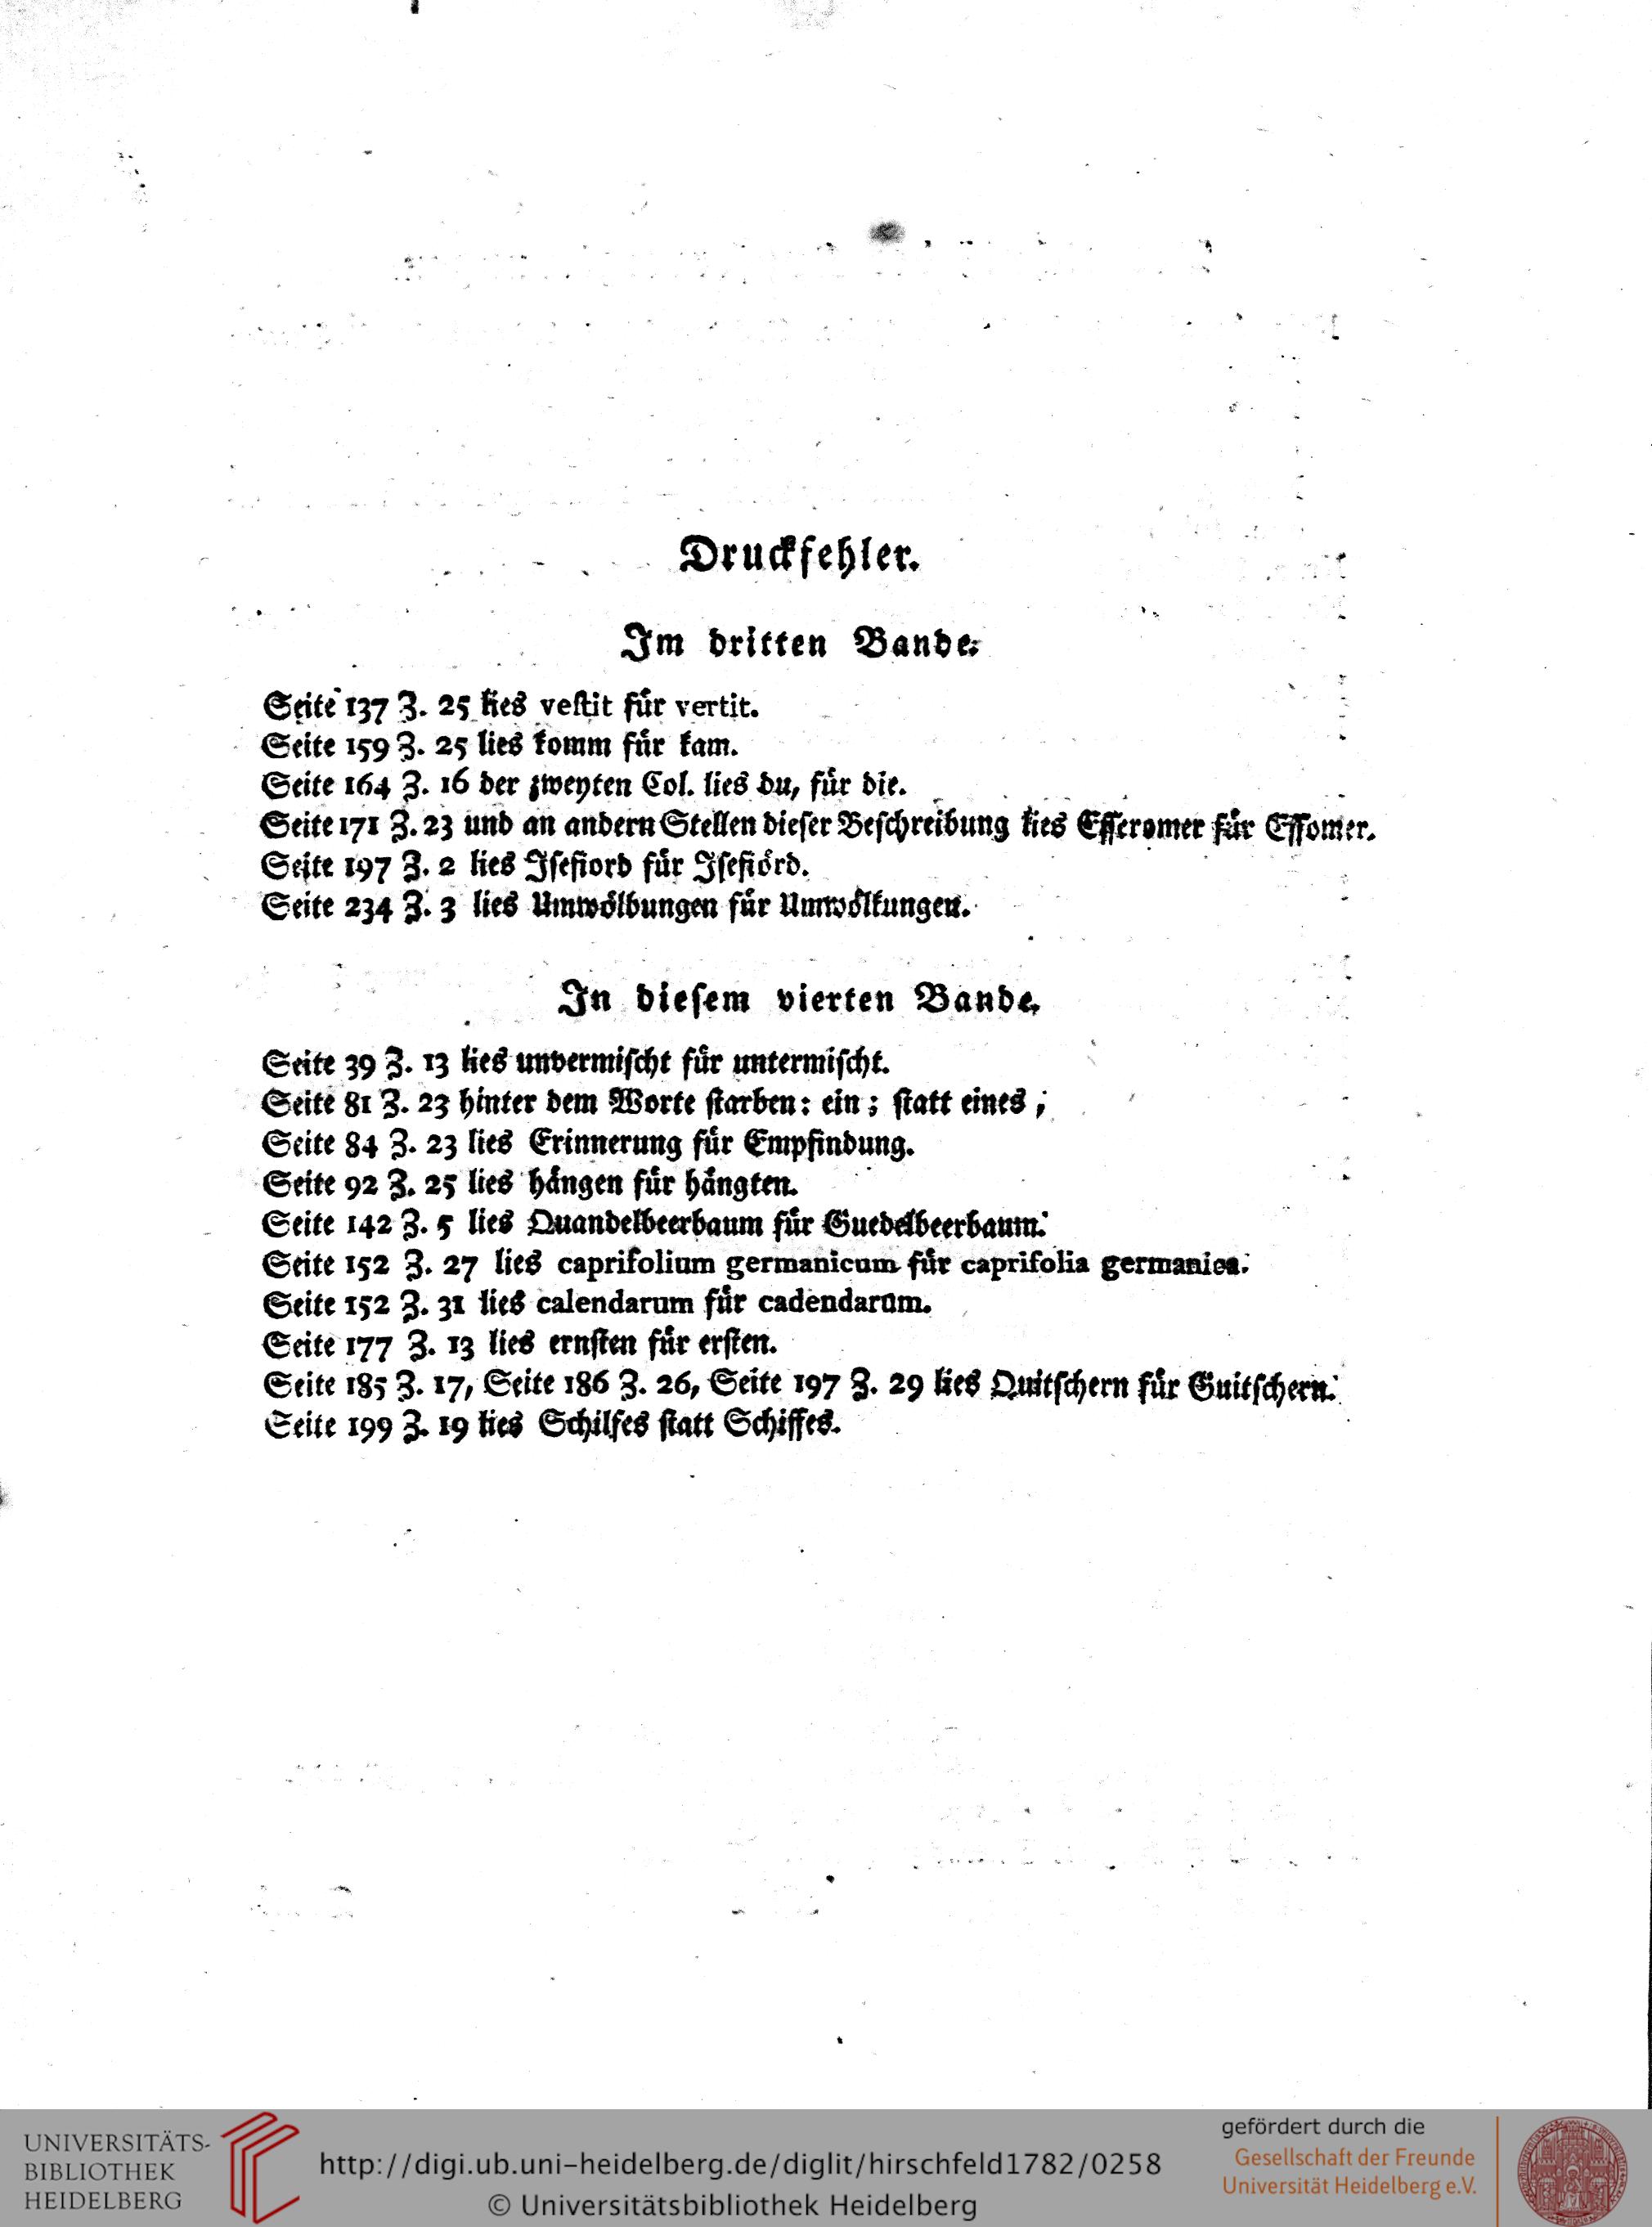 Druckfehler.
Im dritten Bande.
Seite 137 Z. 25 lies veſtit für vertit.
Seite 159 Z. 25 lies komm für kam.
Seite 164 Z. 16 der zweyten Col. lies du, für die.
Seite 171 Z. 23 und an andern Stellen dieſer Beſchreibung lies Eſſeromer für Eſſomer.
Seite 197 Z. 2 lies Iſefiord für Iſefiörd.
Seite 234 Z. 3 lies Umwölbungen für Umwölkungen.
In dieſem vierten Bande.
Seite 39 Z. 13 lies unvermiſcht für untermiſcht.
Seite 81 Z. 23 hinter dem Worte ſtarben: ein : ſtatt eines ;
Seite 84 Z. 23 lies Erinnerung für Empfindung.
Seite 92 Z. 25 lies hängen für hängten.
Seite 142 Z. 5 lies Quandelbeerbaum für Guedelbeerbaum.
Seite 152 Z. 27 lies caprifolium germanicum für caprifolia germanica.
Seite 152 Z. 31 lies calendarum für cadendarum.
Seite 177 Z. 13 lies ernſten für erſten.
Seite 185 Z. 17, Seite 186 Z. 26, Seite 197 Z. 29 lies Quitſchern für Guitſchern.
Seite 199 Z. 19 lies Schilfes ſtatt Schiffes.
UNIVERSITÄTS-
BIBLIOTHEK
HEIDELBERG
http://digi.ub.uni-heidelberg.de/diglit/hirschfeld1782/0258
© Universitätsbibliothek Heidelberg
gefördert durch die
Gesellschaft der Freunde
Universität Heidelberg e.V.